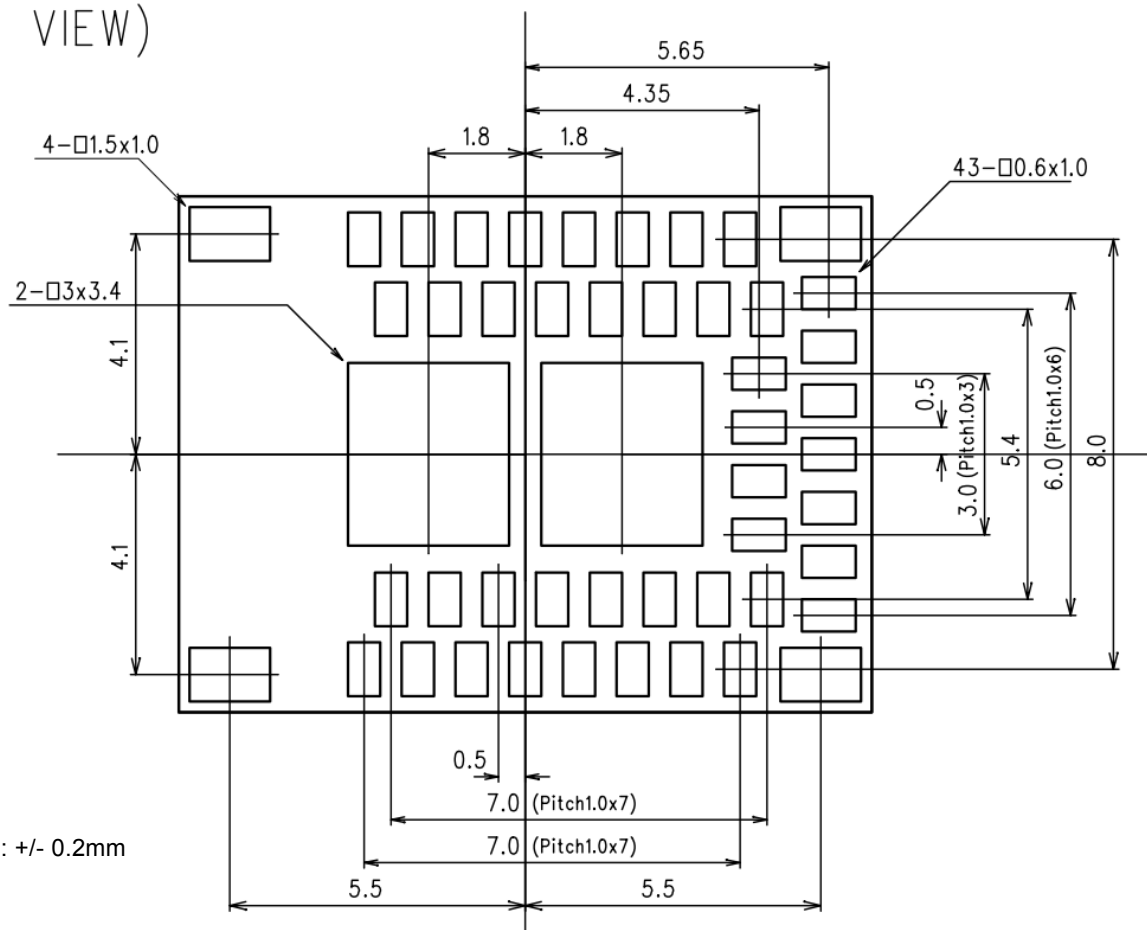 VIEW)
5.65
4.35
1.8
1.8
4-□1.5x1.0
43-□0.6x1.0
2-□3x3.4
4.1
4.1
0.5
3.0 (Pitch1.0x3)
5.4
6.0 (Pitch1.0x6)
8.0
0.5
7.0 (Pitch1.0x7)
: +/- 0.2mm
7.0 (Pitch1.0x7)
5.5
5.5